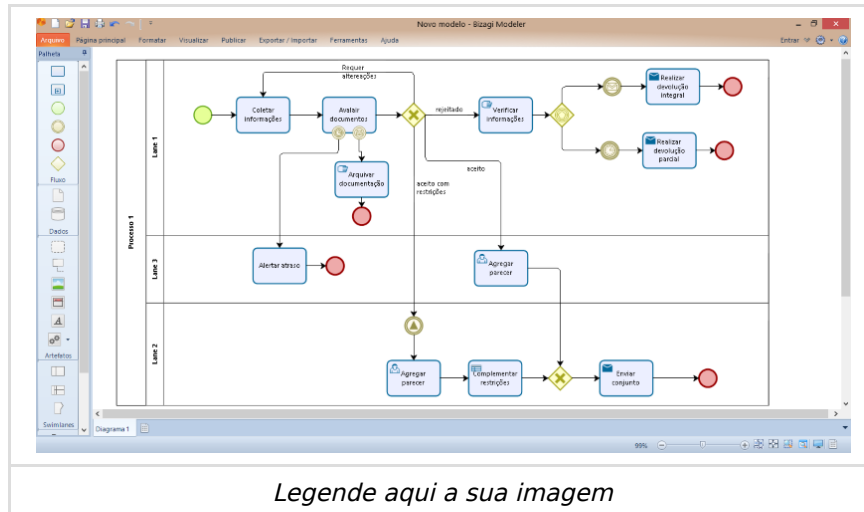 Novo modelo - Bizagi Modeler
Arquivo Página principal Formatar Visualizar Publicar Exportar / Importar Ferramentas Ajuda
Entrar
Palheta
Fluxo
Dados
Artefatos
Swimlanes
Processo 1
Lane 1
Requer
altereações
Coletar
informações
Avalair
documentos
rejeitado
Verificar
informações
Realizar
devolução
integral
Realizar
devolução
parcial
Arquivar
documentação
aceito com
restrições
aceito
Lane 3
Alertar atraso
Agregar
parecer
Lane 2
Agregar
parecer
Complementar
restrições
Enviar
conjunto
Diagrama 1
99%
Legende aqui a sua imagem